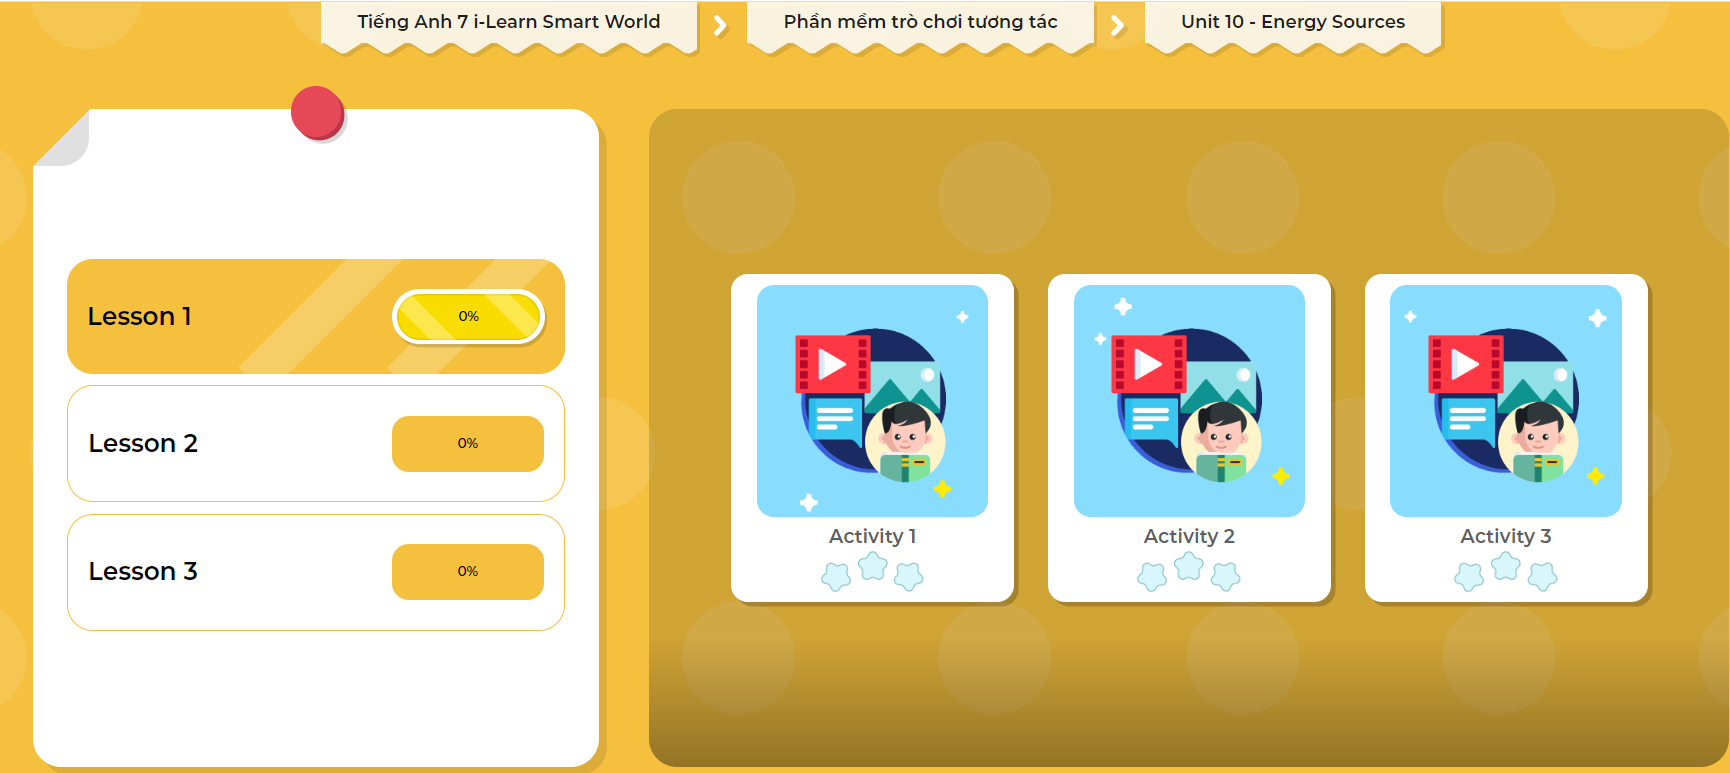 Tiếng Anh 7 i-Learn Smart World
Phần mềm trò chơi tương tác
Unit 10 - Energy Sources
Lesson 1
0%
Lesson 2
0%
Lesson 3
0%
Activity 1
Activity 2
Activity 3